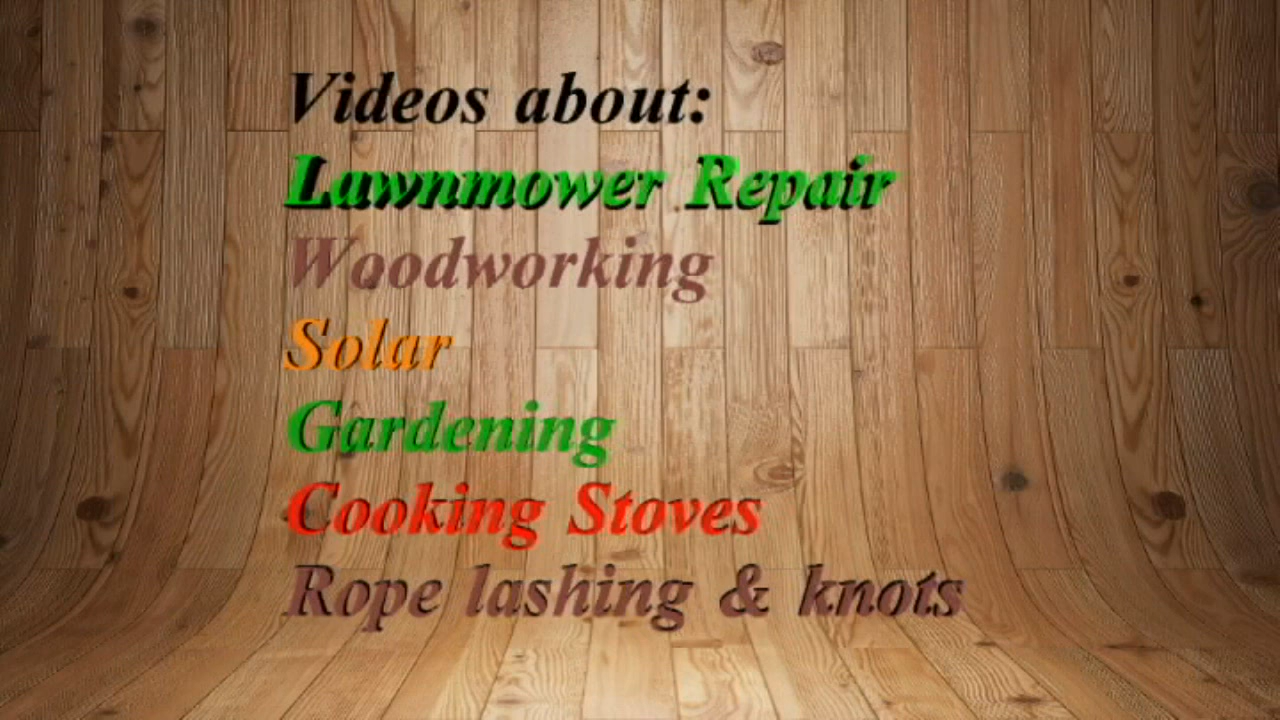 Videos about:
Lawnmower Repair
Woodworking
Solar
Gardening
Cooking Stoves
Rope lashing & knots